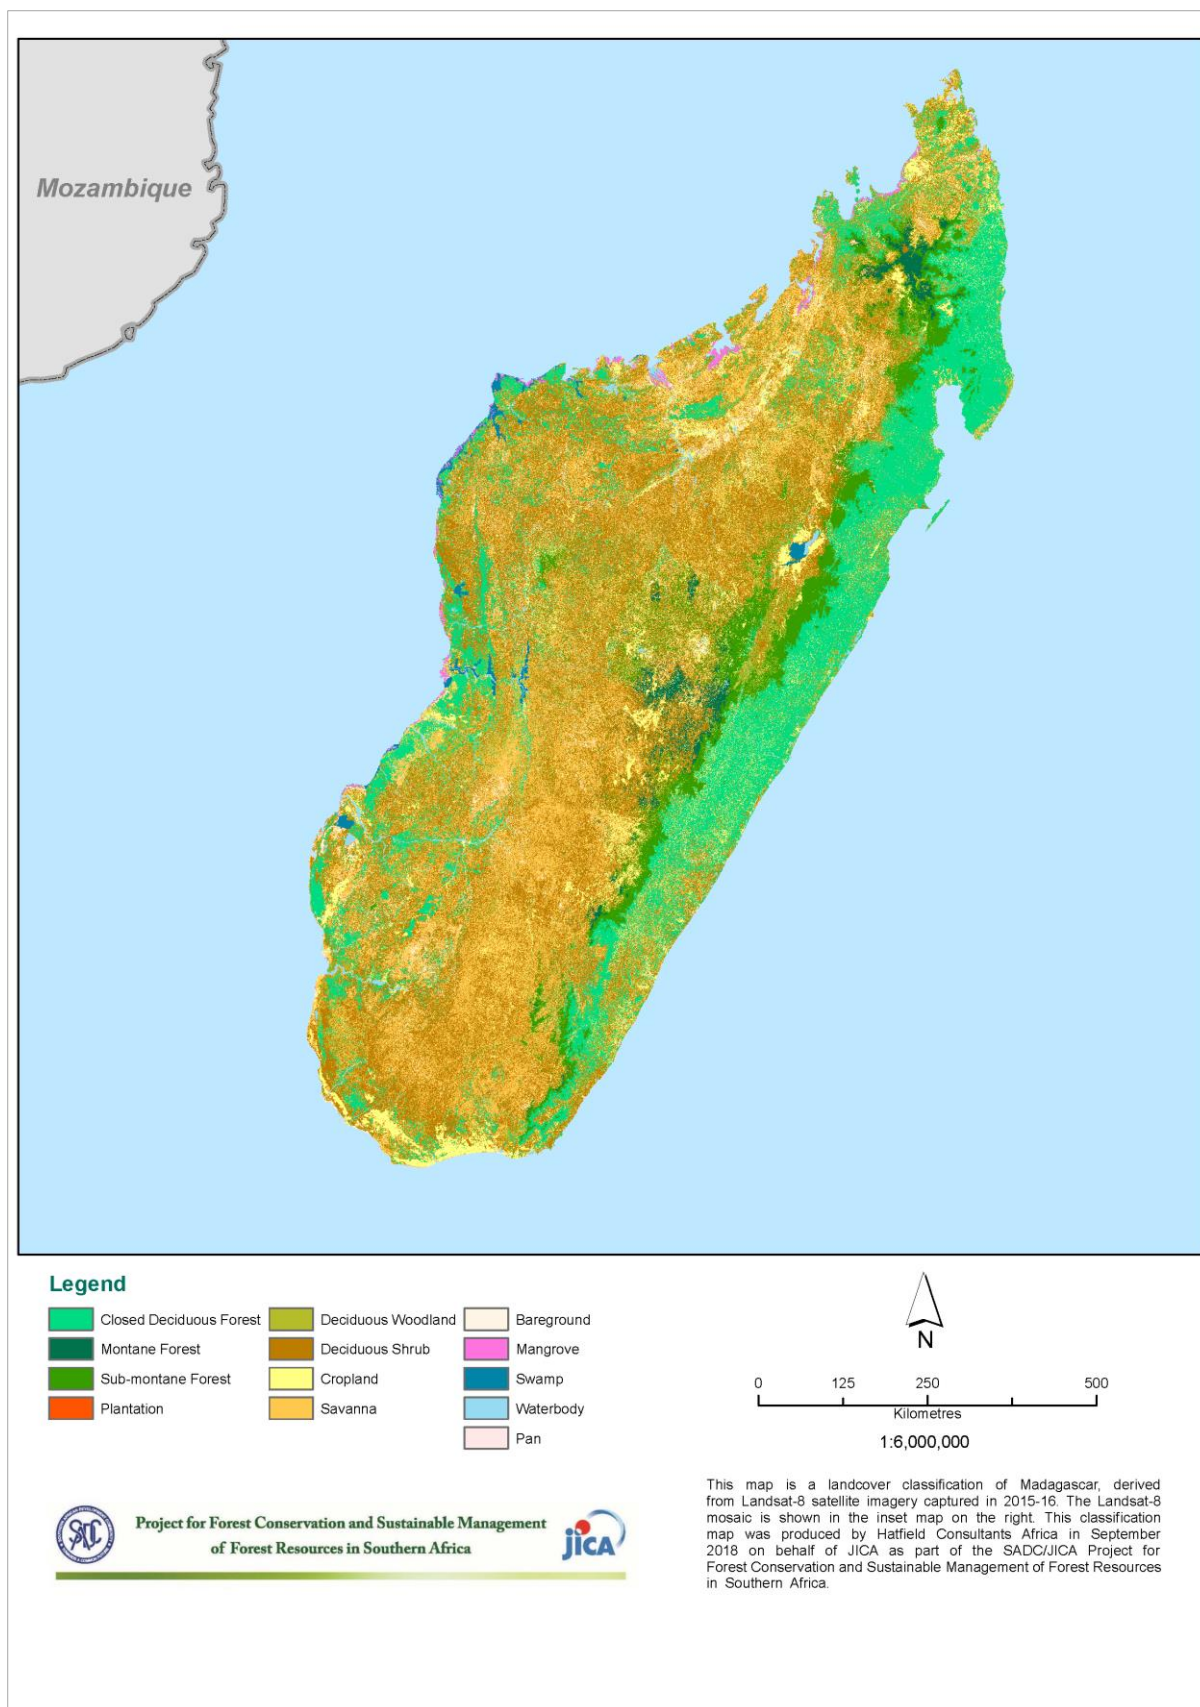 Mozambique
Legend
Closed Deciduous Forest
Montane Forest
Sub-montane Forest
Plantation
Deciduous Woodland
Deciduous Shrub
Cropland
Savanna
Bareground
Mangrove
Swamp
Waterbody
Pan
N
0 125 250 500
Kilometres
1:6,000,000
This map is a landcover classification of Madagascar, derived
from Landsat-8 satellite imagery captured in 2015-16. The Landsat-8
mosaic is shown in the inset map on the right. This classification
map was produced by Hatfield Consultants Africa in September
2018 on behalf of JICA as part of the SADC/JICA Project for
Forest Conservation and Sustainable Management of Forest Resources
in Southern Africa.
SADC
Project for Forest Conservation and Sustainable Management
of Forest Resources in Southern Africa
jICA